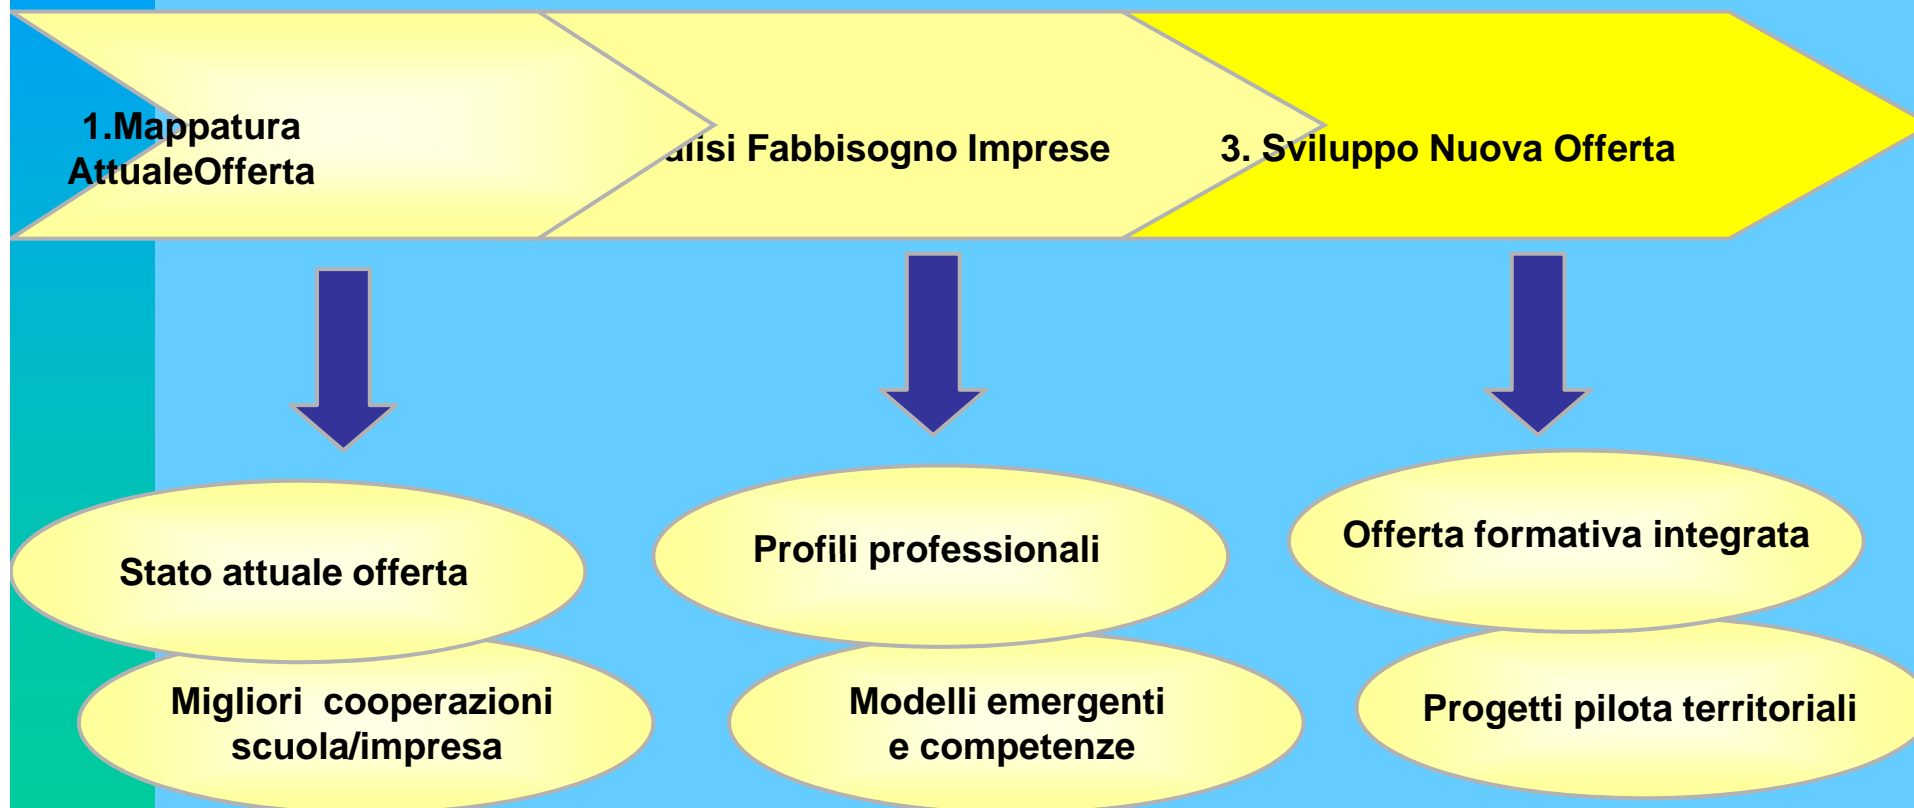 1.Mappatura
AttualeOfferta
alisi Fabbisogno Imprese
3. Sviluppo Nuova Offerta
Stato attuale offerta
Migliori cooperazioni
scuola/impresa
Profili professionali
Modelli emergenti
e competenze
Offerta formativa integrata
Progetti pilota territoriali